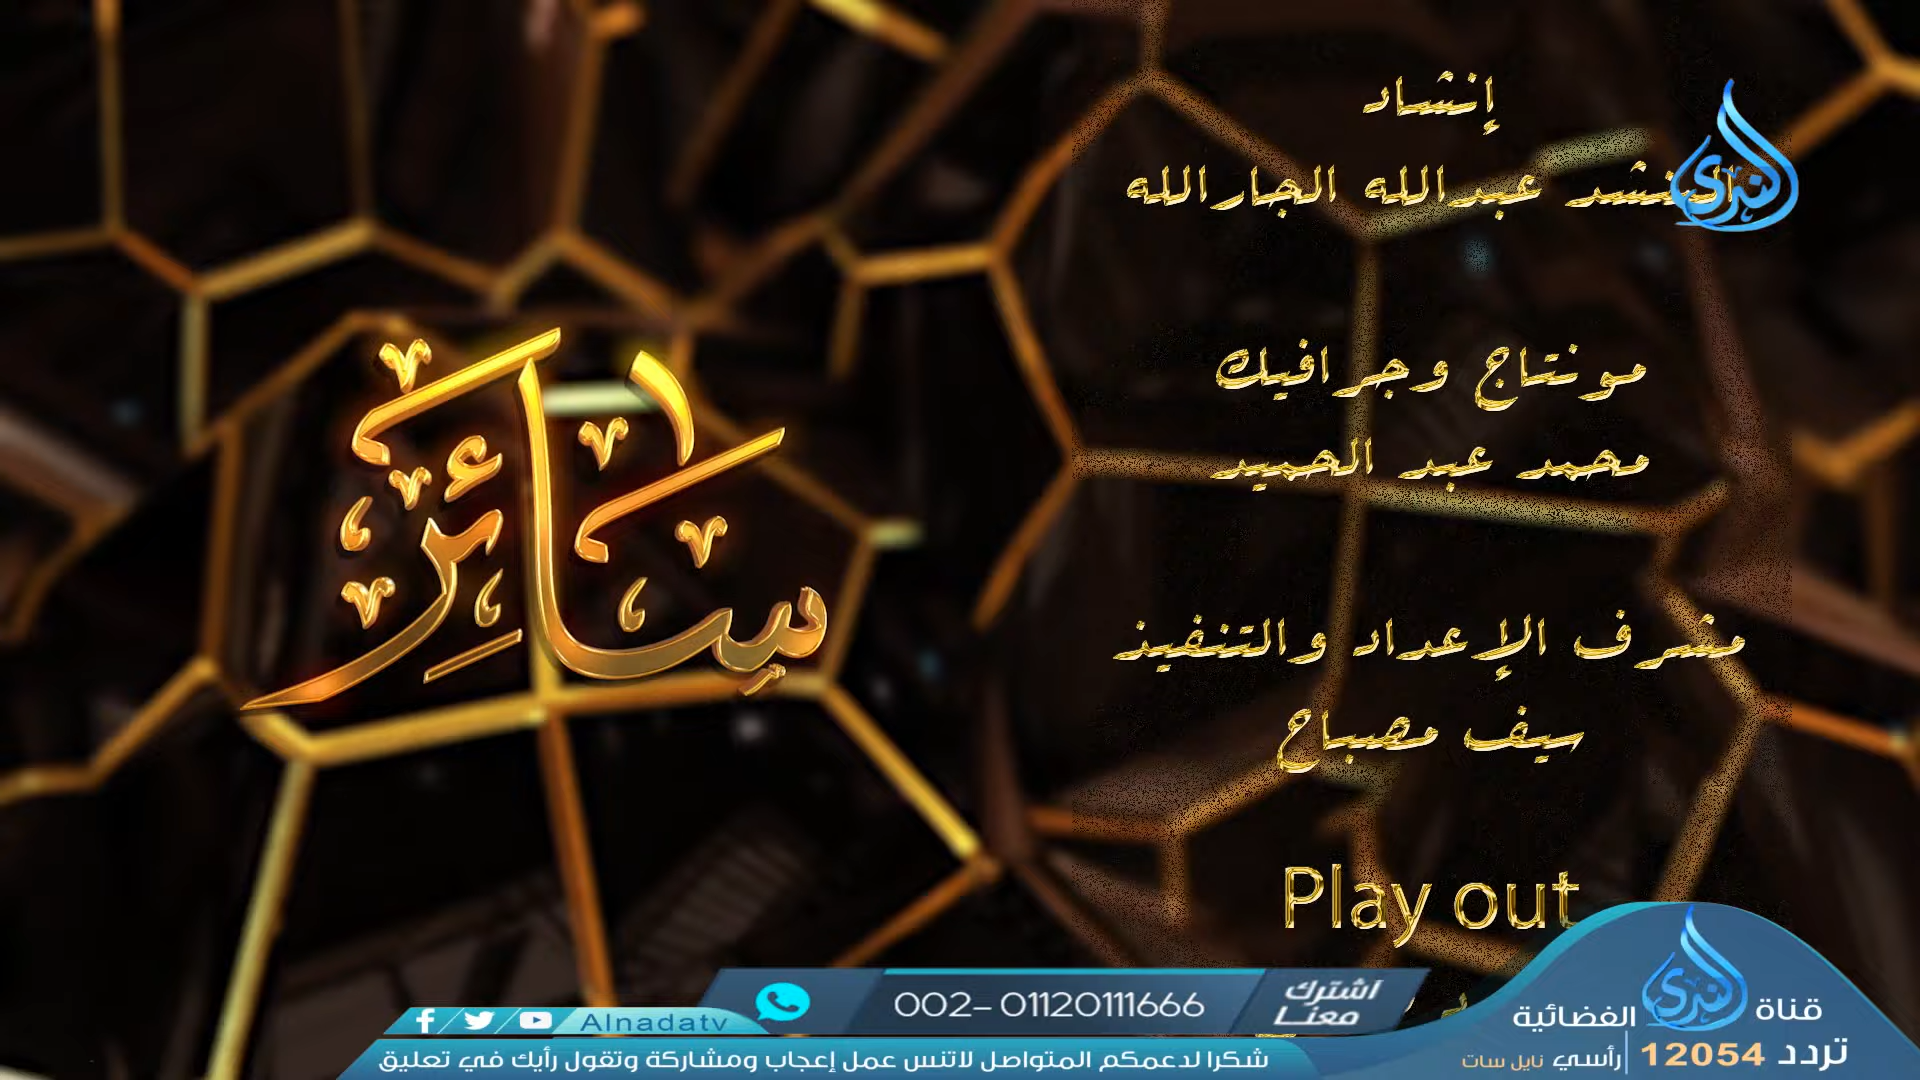 إنشاد
المنشد عبدالله الجارالله
مونتاج وجرافيك
محمد عبد الحميد
مشرف الإعداد والتنفيذ
سيف مصباح
Play out
بصائر
الندى
اشترك معنا
002-01120111666
Alnadatv
شكرا لدعمكم المتواصل لاتنس عمل إعجاب ومشاركة وتقول رأيك في تعليق
قناة الندى الفضائية
تردد 12054 رأسي نايل سات